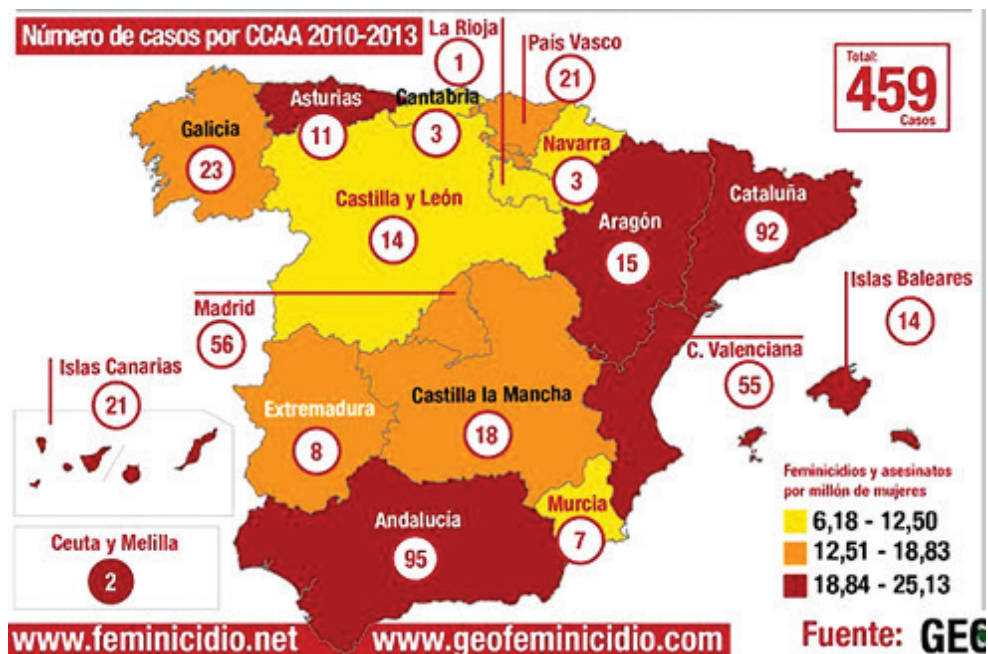 Número de casos por CCAA 2010-2013
La Rioja
1
País Vasco
21
Total:
459
Casos
Asturias
11
Cantabria
3
Galicia
23
Navarra
3
Castilla y León
14
Aragón
15
Cataluña
92
Islas Baleares
14
Madrid
56
C. Valenciana
55
Islas Canarias
21
Extremadura
8
Castilla la Mancha
18
Murcia
7
Andalucía
95
Ceuta y Melilla
2
Feminicidios y asesinatos
por millón de mujeres
6,18 - 12,50
12,51 - 18,83
18,84 - 25,13
www.feminicidio.net www.geofeminicidio.com
Fuente: